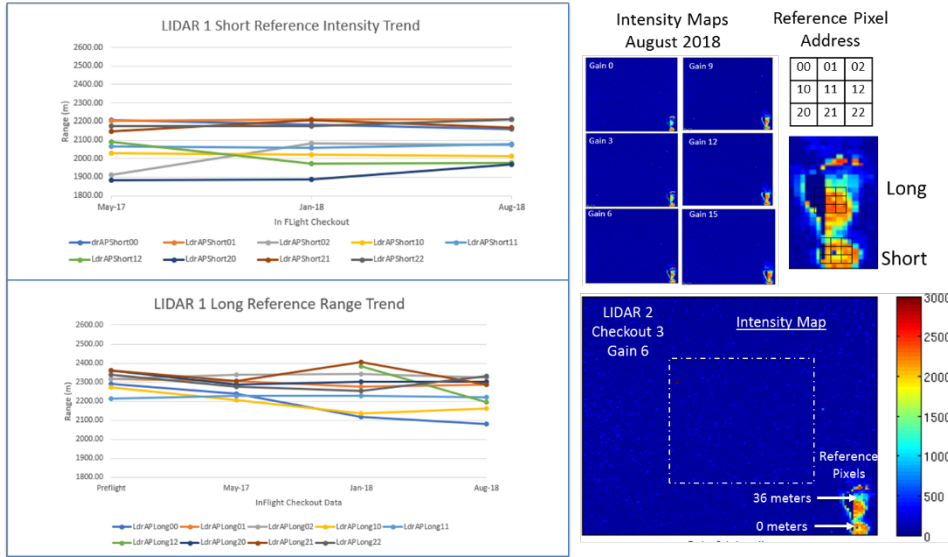 LIDAR 1 Short Reference Intensity Trend
2600.00
2500.00
2400.00
2300.00
2200.00
2100.00
2000.00
1900.00
1800.00
Range (m)
May-17 Jan-18 Aug-18
In FLight Checkout
drAPShort00 LdrAPShort01 LdrAPShort02 LdrAPShort10 LdrAPShort11
LdrAPShort12 LdrAPShort20 LdrAPShort21 LdrAPShort22
LIDAR 1 Long Reference Range Trend
2600.00
2500.00
2400.00
2300.00
2200.00
2100.00
2000.00
1900.00
1800.00
Range (m)
Preflight May-17 Jan-18 Aug-18
InFlight Checkout Data
LdrAPLong00 LdrAPLong01 LdrAPLong02 LdrAPLong10 LdrAPLong11
LdrAPLong12 LdrAPLong20 LdrAPLong21 LdrAPLong22
Intensity Maps
August 2018
Gain 0 Gain 9
Gain 3 Gain 12
Gain 6 Gain 15
Reference Pixel
Address
00 01 02
10 11 12
20 21 22
Long
Short
LIDAR 2
Checkout 3
Gain 6
Intensity Map
Reference
Pixels
36 meters
0 meters
3000
2500
2000
1500
1000
500
0